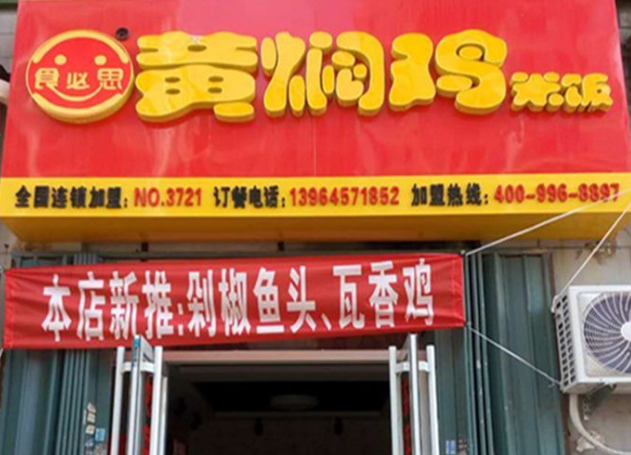 食必思 黄焖鸡米饭
全国连锁加盟:NO.3721 订餐电话:13964571852 加盟热线:400-996-8897
本店新推:剁椒鱼头、瓦香鸡